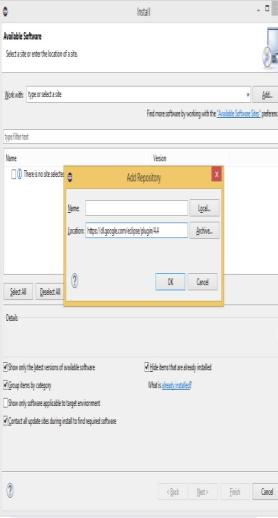 Install
Available Software
Select a site or enter the location of a site.
Work with: type or select a site
Add...
Find more software by working with the "Available Software Sites" preference
type filter text
Name Version
There is no site selected
Add Repository
Name:
Local...
Location: https://dl.google.com/eclipse/plugin/4.4
Archive...
OK Cancel
Select All Deselect All
Details
Show only the latest versions of available software
Hide items that are already installed
Group items by category
What is already installed?
Show only software applicable to target environment
Contact all update sites during install to find required software
< Back Next > Finish Cancel